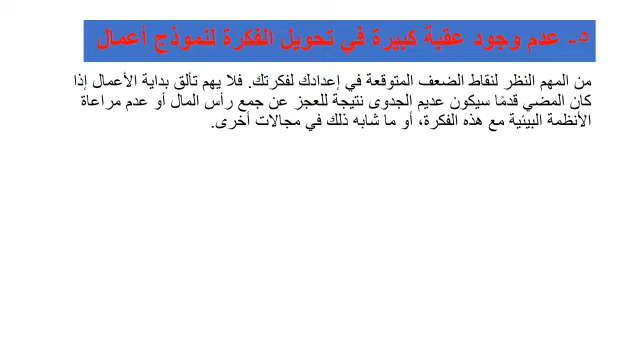 ٥- عدم وجود عقبة كبيرة في تحويل الفكرة لنموذج أعمال
من المهم النظر لنقاط الضعف المتوقعة في إعدادك لفكرتك. فلا يهم تألق بداية الأعمال إذا
كان المضي قدمًا سيكون عديم الجدوى نتيجة للعجز عن جمع رأس المال أو عدم مراعاة
الأنظمة البيئية مع هذه الفكرة، أو ما شابه ذلك في مجالات أخرى.